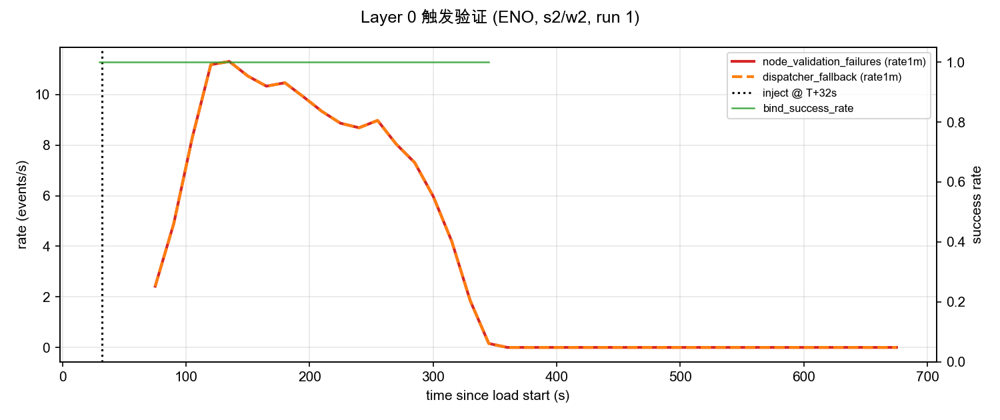 Layer 0 触发验证 (ENO, s2/w2, run 1)
node_validation_failures (rate1m)
dispatcher_fallback (rate1m)
inject @ T+32s
bind_success_rate
rate (events/s)
10
8
6
4
2
0
1.0
0.8
0.6
0.4
0.2
0.0
success rate
0 100 200 300 400 500 600 700
time since load start (s)